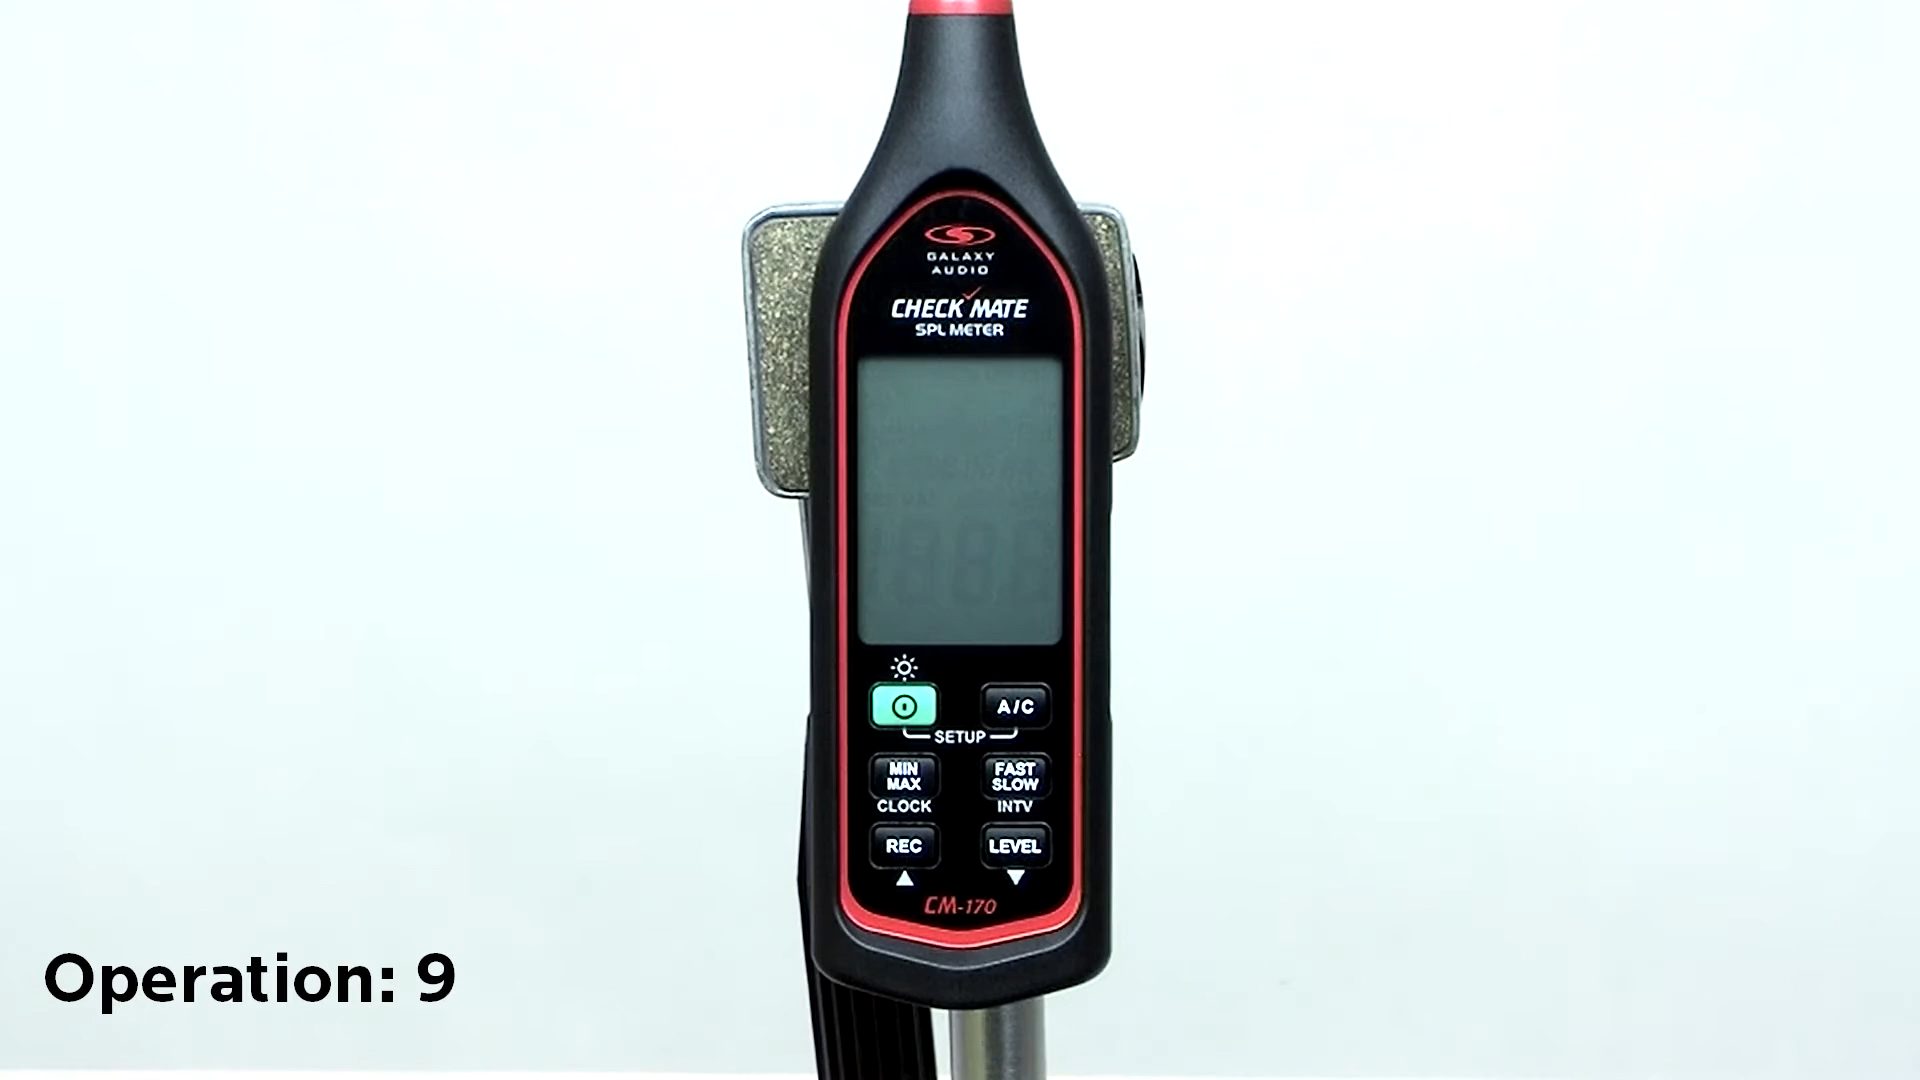 GALAXY
AUDIO
CHECK MATE
SPL METER
A/C
SETUP
MIN
MAX
FAST
SLOW
CLOCK
INTV
REC
LEVEL
CM-170
Operation: 9